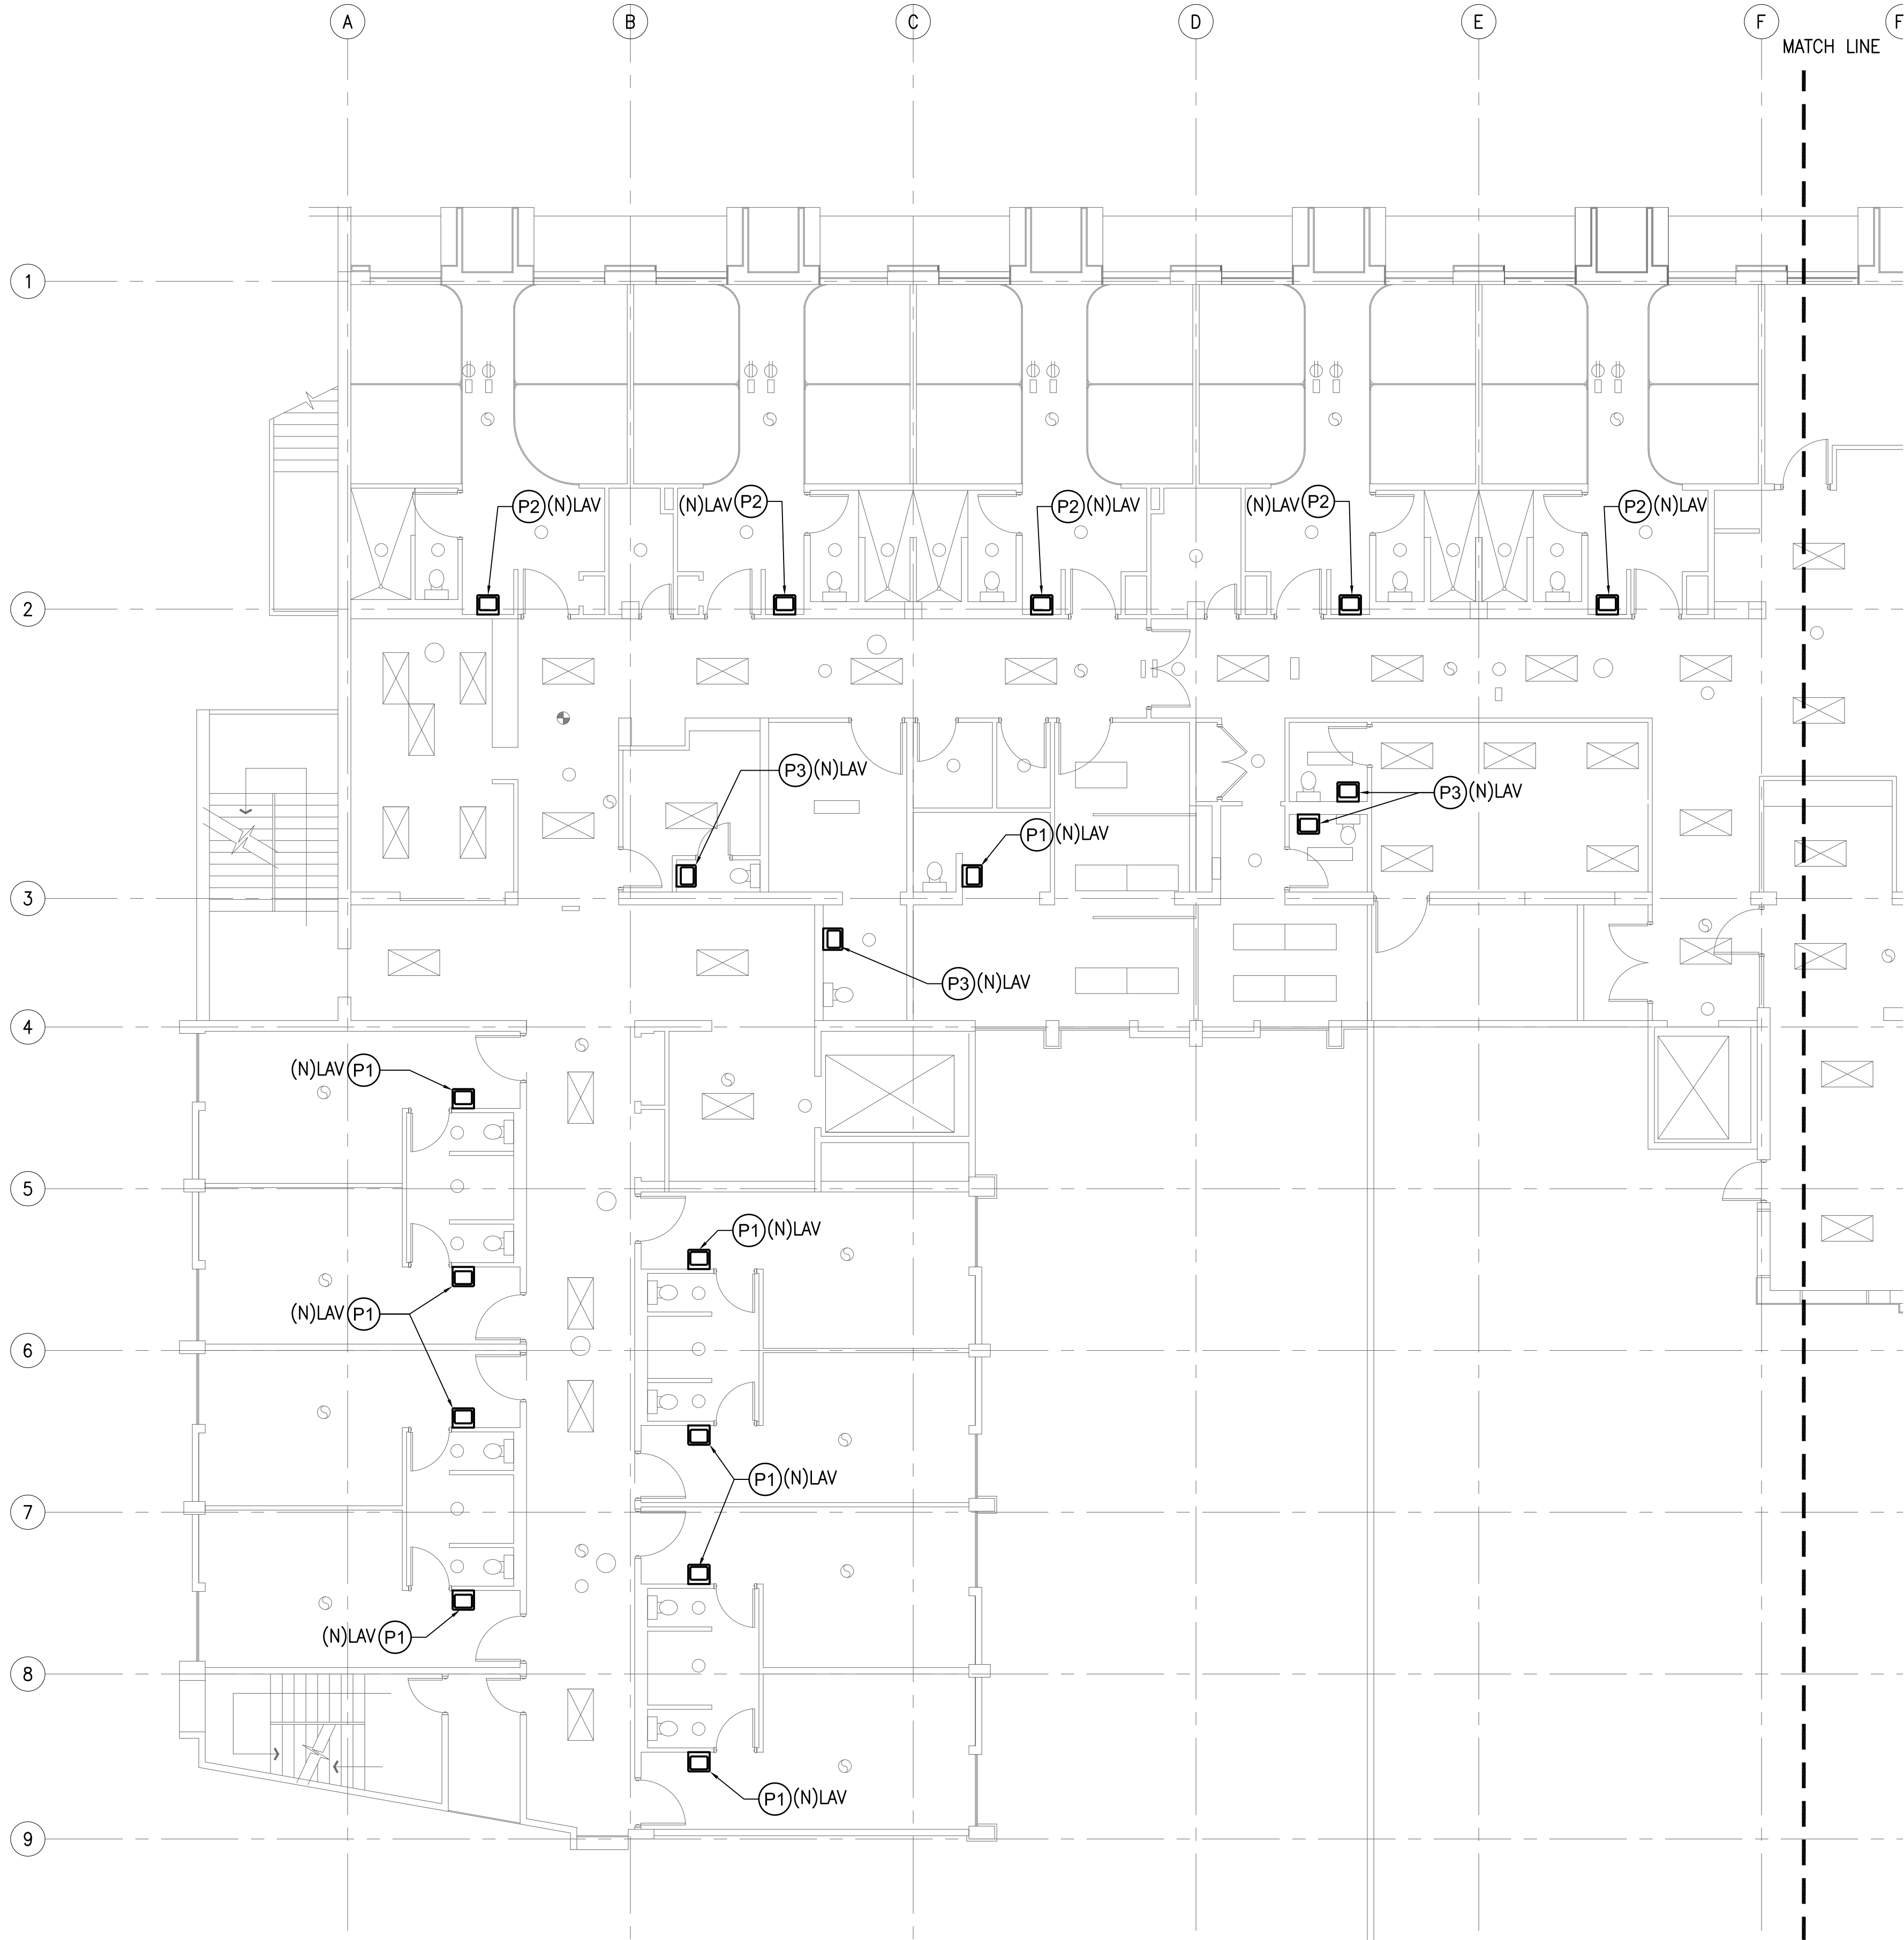 A
B
C
D
E
F
F
MATCH LINE
1
P2 (N)LAV
(N)LAV P2
P2 (N)LAV
(N)LAV P2
P2 (N)LAV
2
P3 (N)LAV
P3 (N)LAV
P1 (N)LAV
3
P3 (N)LAV
4
(N)LAV P1
5
P1 (N)LAV
(N)LAV P1
6
P1 (N)LAV
7
(N)LAV P1
8
P1 (N)LAV
9